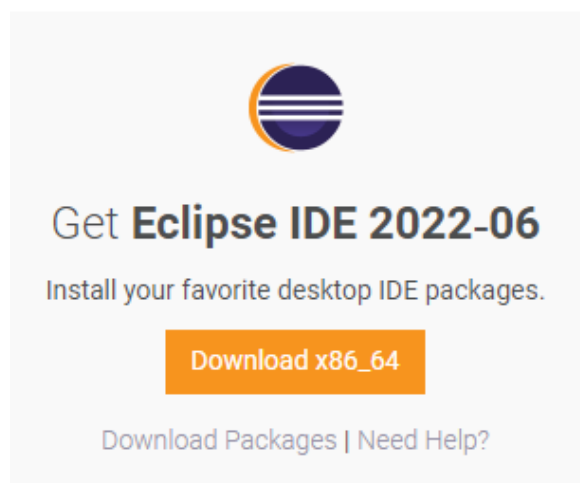 Get Eclipse IDE 2022-06
Install your favorite desktop IDE packages.
Download x86_64
Download Packages | Need Help?